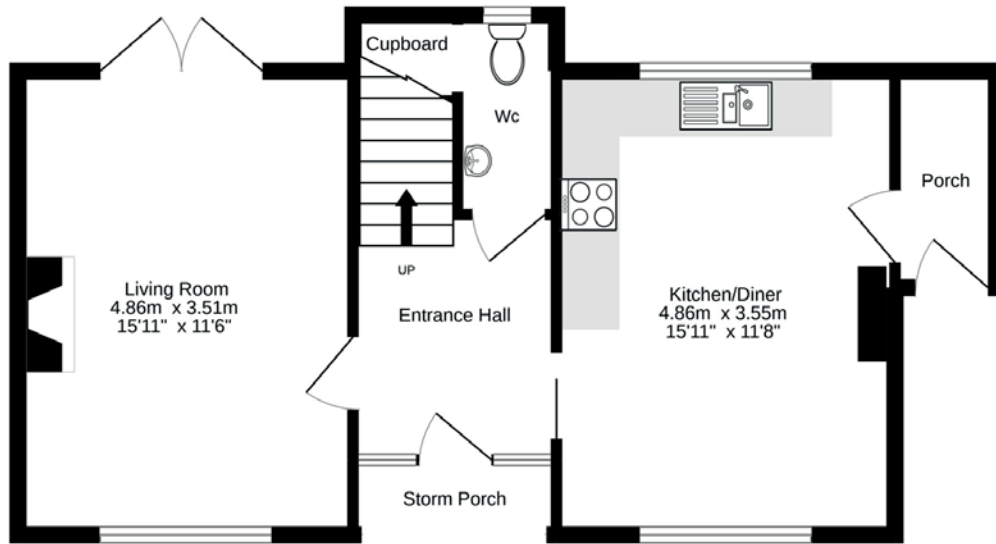 Cupboard
Wc
Porch
UP
Living Room
4.86m x 3.51m
15'11" x 11'6"
Entrance Hall
Kitchen/Diner
4.86m x 3.55m
15'11" x 11'8"
Storm Porch